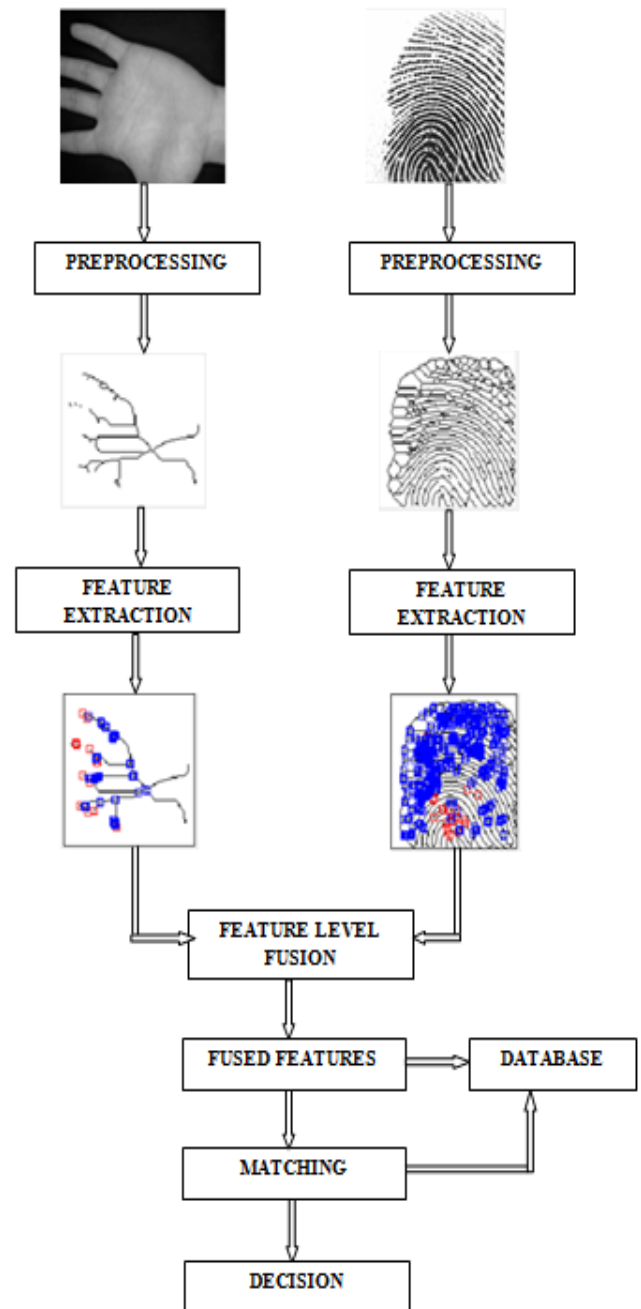 PREPROCESSING
PREPROCESSING
FEATURE
EXTRACTION
FEATURE
EXTRACTION
FEATURE LEVEL
FUSION
FUSED FEATURES
DATABASE
MATCHING
DECISION